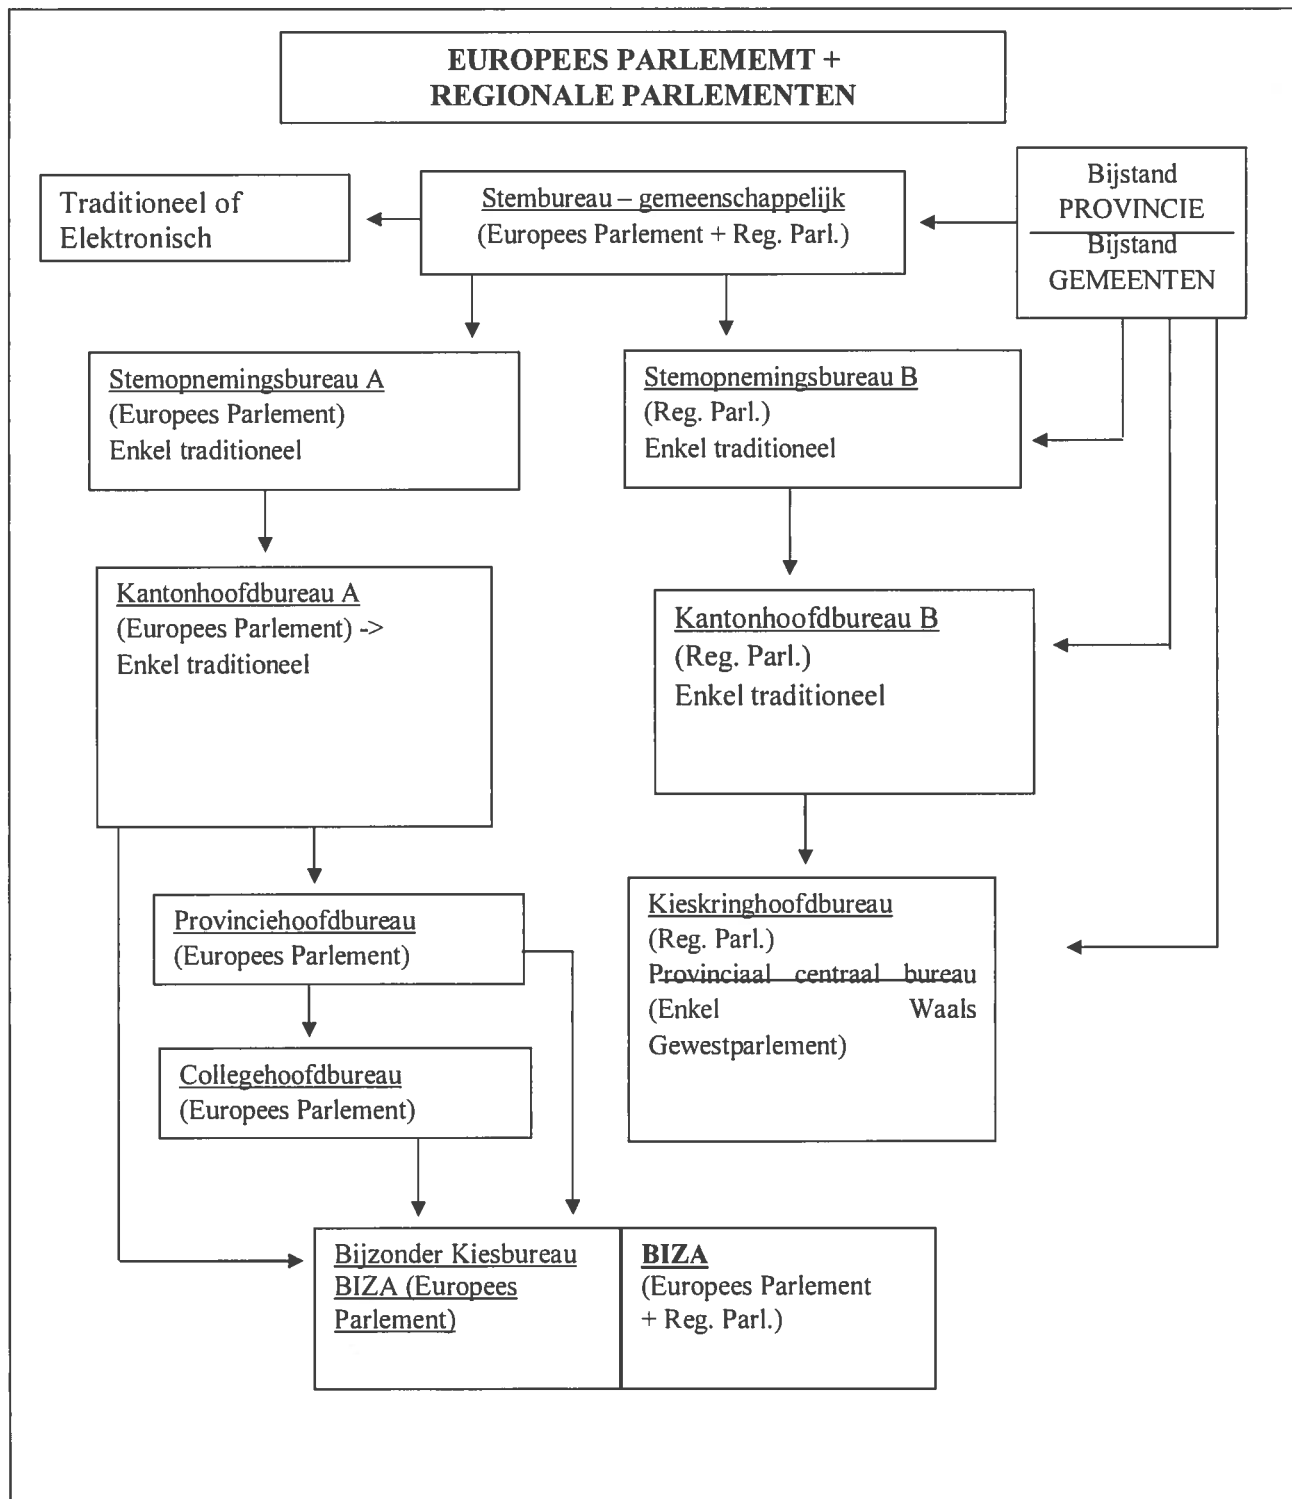 EUROPEES PARLEMEMT +
REGIONALE PARLEMENTEN
Traditioneel of
Elektronisch
Stembureau – gemeenschappelijk
(Europees Parlement + Reg. Parl.)
Bijstand
PROVINCIE
Bijstand
GEMEENTEN
Stemopnemingsbureau A
(Europees Parlement)
Enkel traditioneel
Stemopnemingsbureau B
(Reg. Parl.)
Enkel traditioneel
Kantonhoofdbureau A
(Europees Parlement) ->
Enkel traditioneel
Kantonhoofdbureau B
(Reg. Parl.)
Enkel traditioneel
Provinciehoofdbureau
(Europees Parlement)
Kieskringhoofdbureau
(Reg. Parl.)
Provinciaal centraal bureau
(Enkel Waals
Gewestparlement)
Collegehoofdbureau
(Europees Parlement)
Bijzonder Kiesbureau
BIZA (Europees
Parlement)
BIZA
(Europees Parlement
+ Reg. Parl.)